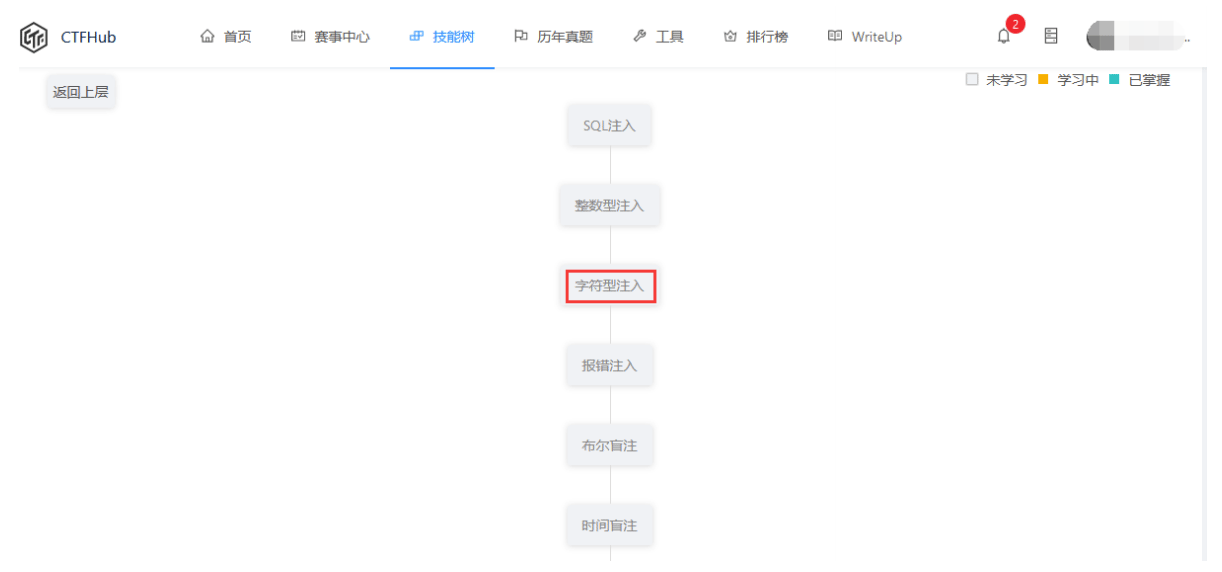 CTFHub 首页 赛事中心 技能树 历年真题 工具 排行榜 WriteUp 2
返回上层 未学习 学习中 已掌握
SQL注入
整数型注入
字符型注入
报错注入
布尔盲注
时间盲注